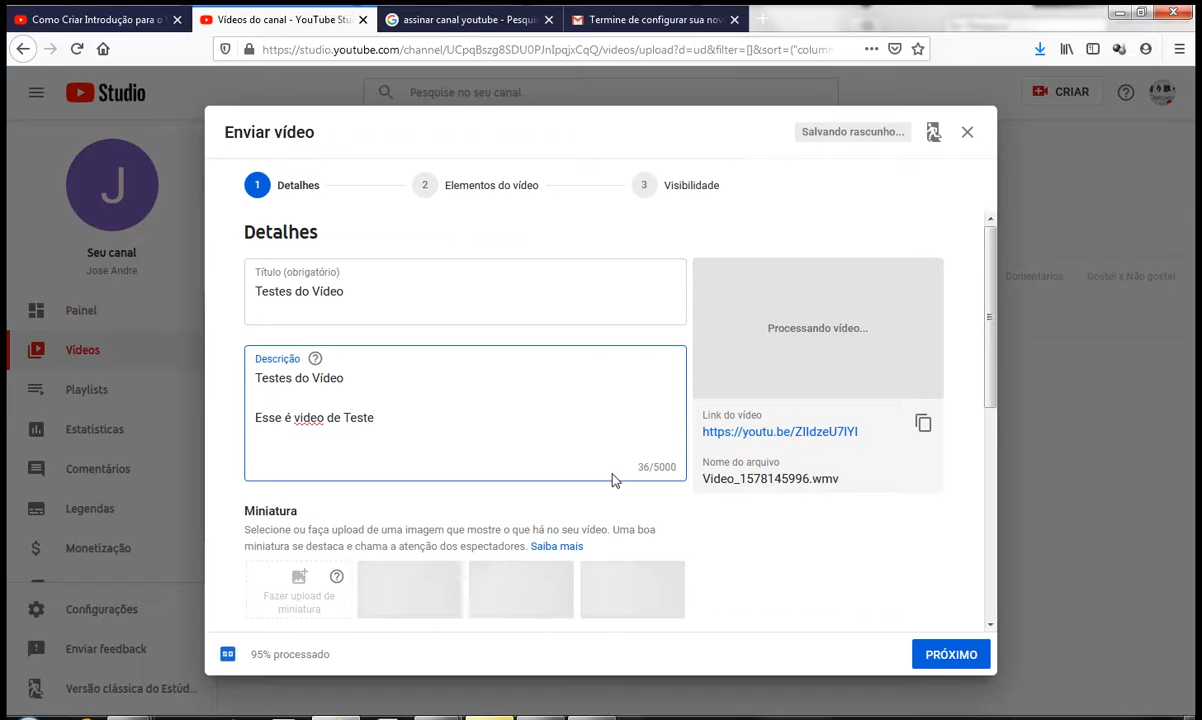 Como Criar Introdução para o V
Vídeos do canal - YouTube Stu
assinar canal youtube - Pesqui
Termine de configurar sua nov
https://studio.youtube.com/channel/UCpqBszg8SDU0PJnIpqjxCqQ/videos/upload?d=ud&filter=[]&sort={"colum
Studio
Pesquise no seu canal
CRIAR
J
Seu canal
Jose Andre
Painel
Vídeos
Playlists
Estatísticas
Comentários
Legendas
Monetização
Configurações
Enviar feedback
Versão clássica do Estúd...
Comentários
Gostei x Não gostei
Enviar vídeo
Salvando rascunho...
1 Detalhes
2 Elementos do vídeo
3 Visibilidade
Detalhes
Título (obrigatório)
Testes do Vídeo
Descrição
Testes do Vídeo
Esse é video de Teste
36/5000
Processando vídeo...
Link do vídeo
https://youtu.be/ZIIdzeU7IYI
Nome do arquivo
Video_1578145996.wmv
Miniatura
Selecione ou faça upload de uma imagem que mostre o que há no seu vídeo. Uma boa
miniatura se destaca e chama a atenção dos espectadores. Saiba mais
Fazer upload de
miniatura
SD
95% processado
PRÓXIMO